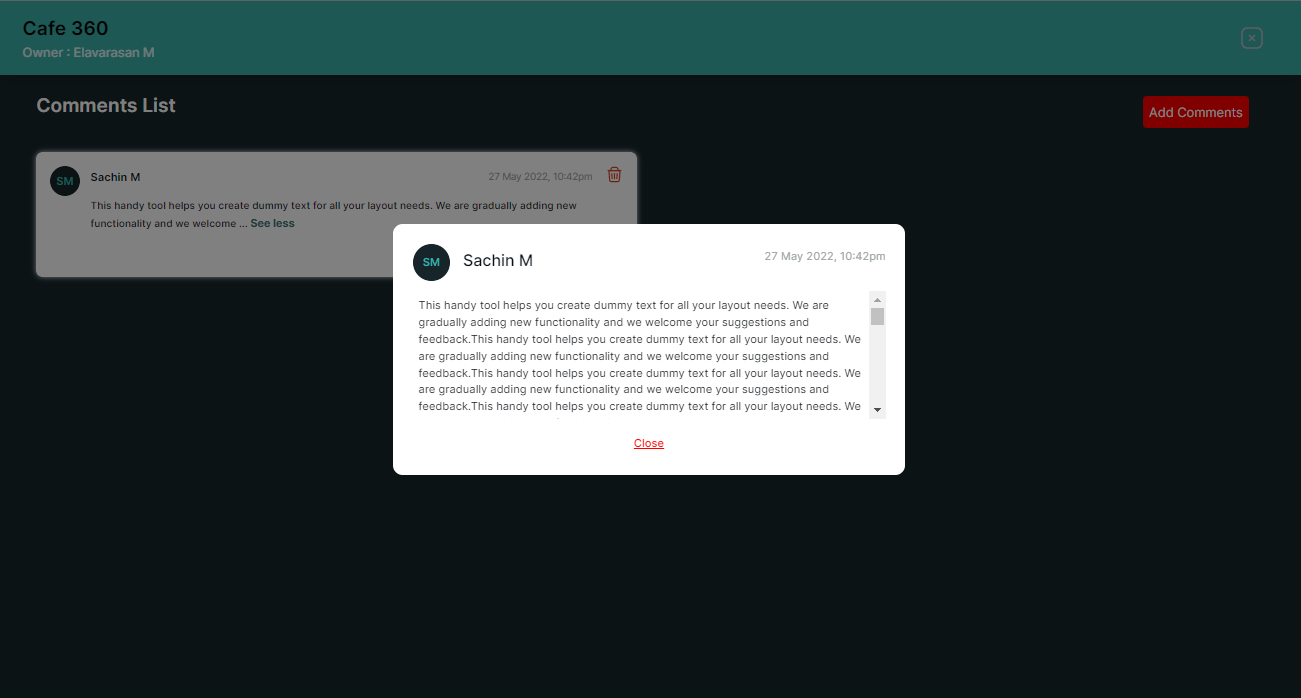 Cafe 360
Owner : Elavarasan M
Comments List
Add Comments
SM
Sachin M
27 May 2022, 10:42pm
This handy tool helps you create dummy text for all your layout needs. We are gradually adding new
functionality and we welcome ... See less
SM
Sachin M
27 May 2022, 10:42pm
This handy tool helps you create dummy text for all your layout needs. We are
gradually adding new functionality and we welcome your suggestions and
feedback.This handy tool helps you create dummy text for all your layout needs. We
are gradually adding new functionality and we welcome your suggestions and
feedback.This handy tool helps you create dummy text for all your layout needs. We
are gradually adding new functionality and we welcome your suggestions and
feedback.This handy tool helps you create dummy text for all your layout needs. We
Close